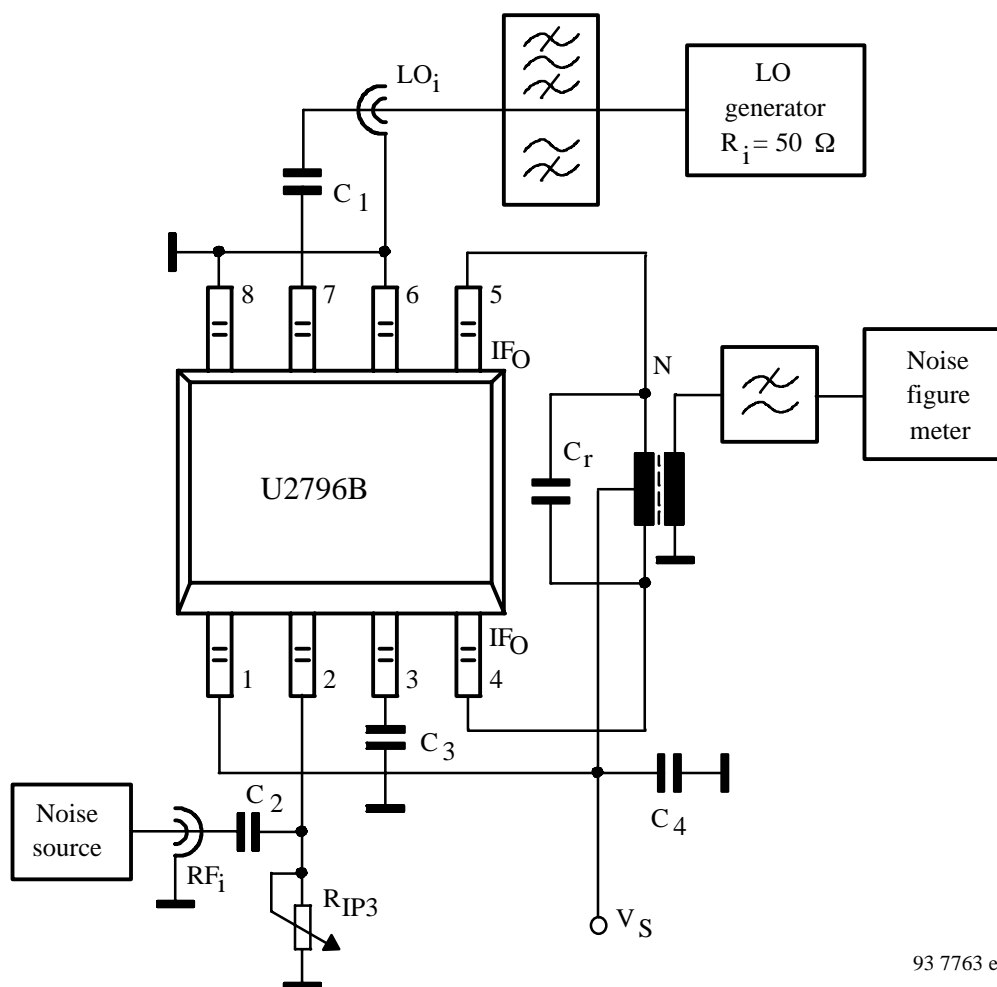 LOi
LO
generator
Ri = 50 Ω
C1
8
7
6
5
IFO
N
Noise
figure
meter
Cr
U2796B
IFO
1
2
3
4
C3
C2
C4
Noise
source
RFi
RIP3
VS
93 7763 e